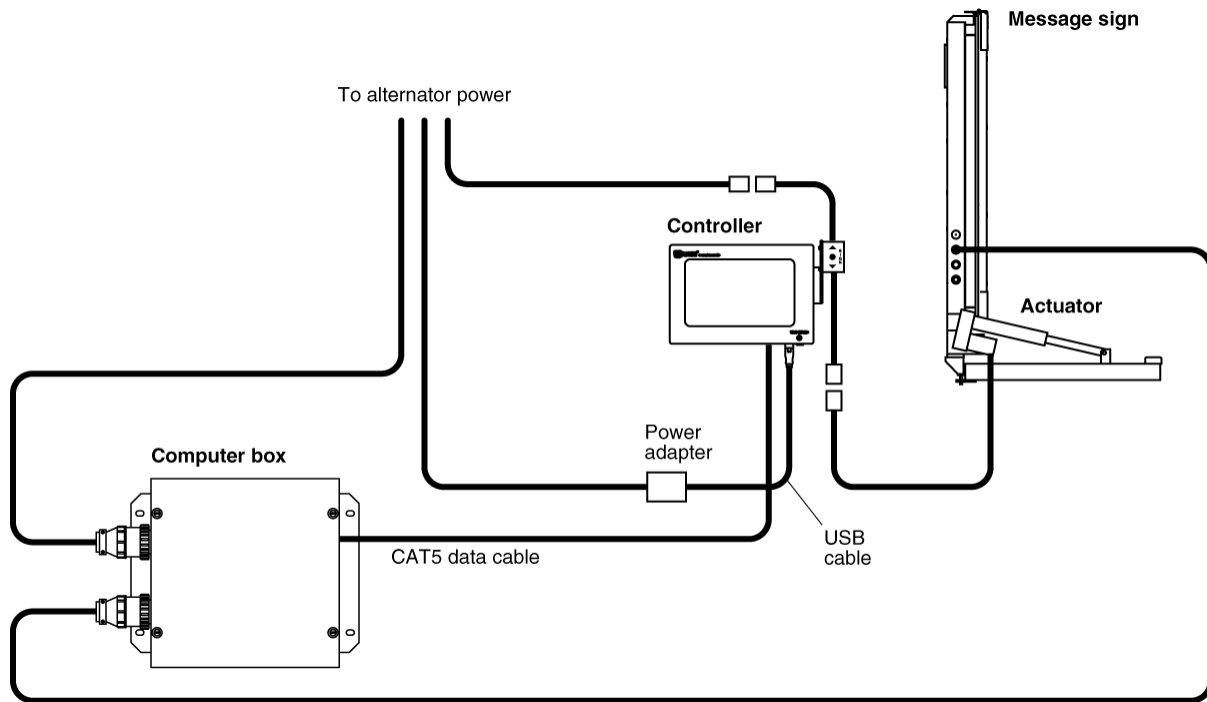 Message sign
To alternator power
Controller
Actuator
Power
adapter
Computer box
USB
cable
CAT5 data cable